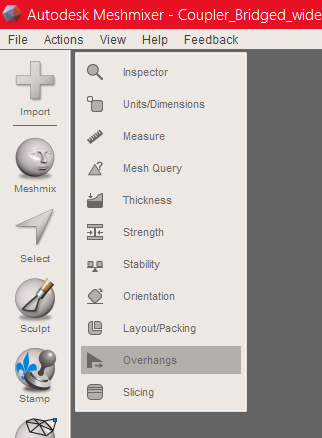 Autodesk Meshmixer - Coupler_Bridged_wide
File Actions View Help Feedback
Import
Meshmix
Select
Sculpt
Stamp
Inspector
Units/Dimensions
Measure
Mesh Query
Thickness
Strength
Stability
Orientation
Layout/Packing
Overhangs
Slicing